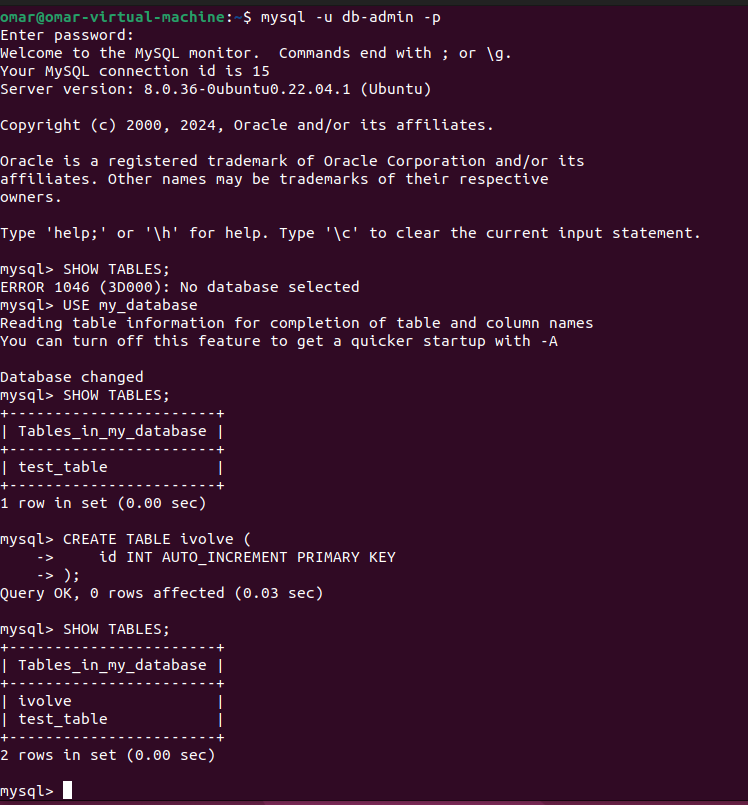 omar@omar-virtual-machine:~$ mysql -u db-admin -p
Enter password:
Welcome to the MySQL monitor.  Commands end with ; or \g.
Your MySQL connection id is 15
Server version: 8.0.36-0ubuntu0.22.04.1 (Ubuntu)

Copyright (c) 2000, 2024, Oracle and/or its affiliates.

Oracle is a registered trademark of Oracle Corporation and/or its
affiliates. Other names may be trademarks of their respective
owners.

Type 'help;' or '\h' for help. Type '\c' to clear the current input statement.

mysql> SHOW TABLES;
ERROR 1046 (3D000): No database selected
mysql> USE my_database
Reading table information for completion of table and column names
You can turn off this feature to get a quicker startup with -A

Database changed
mysql> SHOW TABLES;
+-----------------------+
| Tables_in_my_database |
+-----------------------+
| test_table            |
+-----------------------+
1 row in set (0.00 sec)

mysql> CREATE TABLE ivolve (
    ->     id INT AUTO_INCREMENT PRIMARY KEY
    -> );
Query OK, 0 rows affected (0.03 sec)

mysql> SHOW TABLES;
+-----------------------+
| Tables_in_my_database |
+-----------------------+
| ivolve                |
| test_table            |
+-----------------------+
2 rows in set (0.00 sec)

mysql>